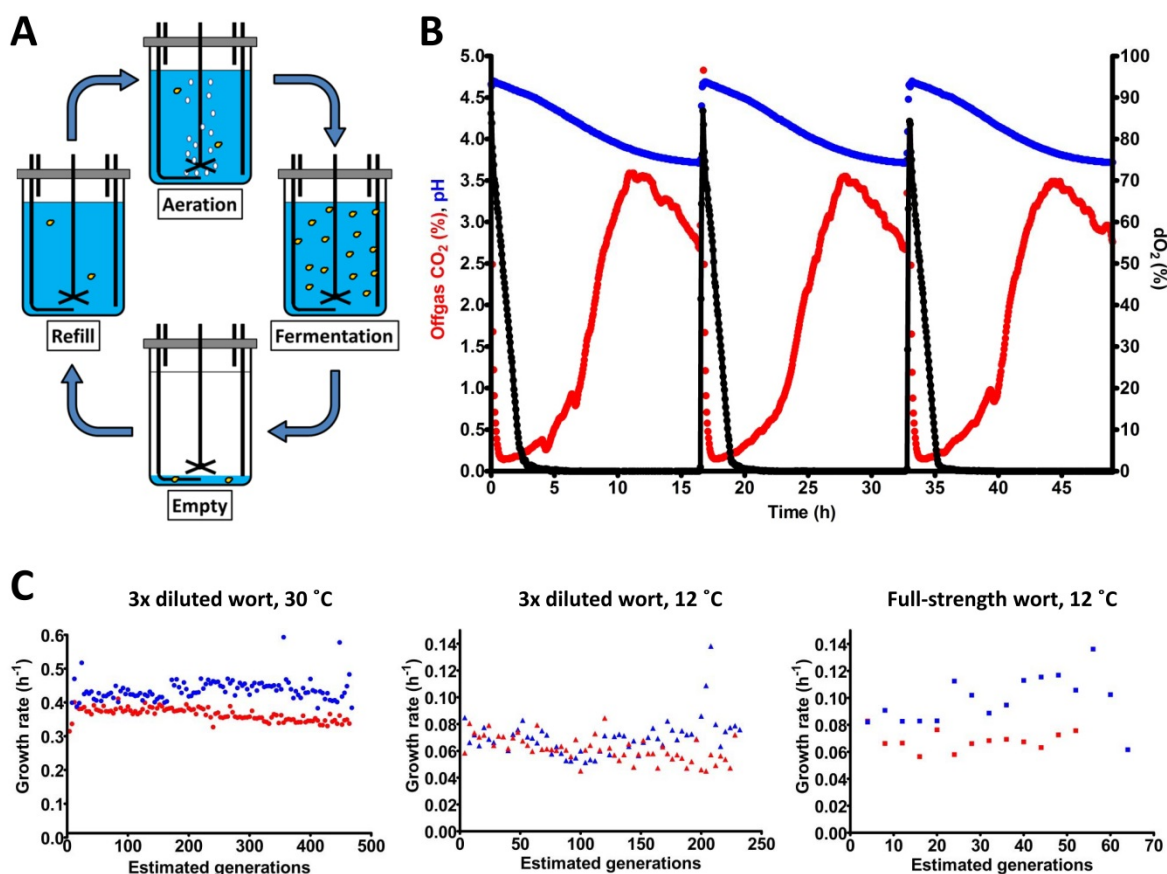 A
Aeration
Refill
Fermentation
Empty
B
Offgas CO2 (%), pH
5.0
4.5
4.0
3.5
3.0
2.5
2.0
1.5
1.0
0.5
0.0
0 5 10 15 20 25 30 35 40 45
Time (h)
100
90
80
70
60
50
40
30
20
10
0
dO2 (%)
C
3x diluted wort, 30 ˚C
Growth rate (h-1)
0.6
0.5
0.4
0.3
0.2
0.1
0.0
0 100 200 300 400 500
Estimated generations
3x diluted wort, 12 ˚C
Growth rate (h-1)
0.14
0.12
0.10
0.08
0.06
0.04
0.02
0.00
0 50 100 150 200 250
Estimated generations
Full-strength wort, 12 ˚C
Growth rate (h-1)
0.14
0.12
0.10
0.08
0.06
0.04
0.02
0.00
0 10 20 30 40 50 60 70
Estimated generations